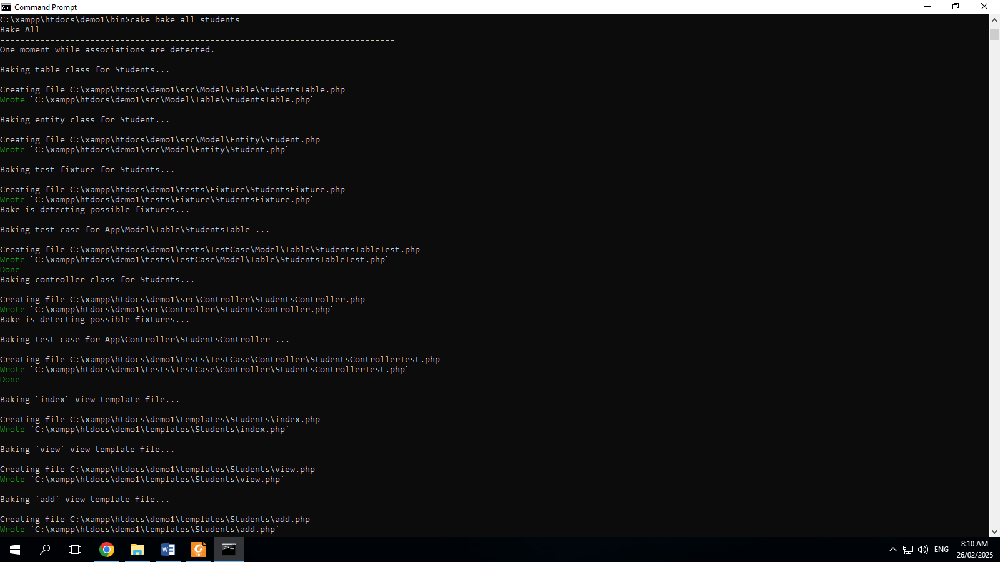 Command Prompt
C:\xampp\htdocs\demo1\bin>cake bake all students
Bake All
-------------------------------------------------------------------------------
One moment while associations are detected.
Baking table class for Students...
Creating file C:\xampp\htdocs\demo1\src\Model\Table\StudentsTable.php
Wrote `C:\xampp\htdocs\demo1\src\Model\Table\StudentsTable.php`
Baking entity class for Student...
Creating file C:\xampp\htdocs\demo1\src\Model\Entity\Student.php
Wrote `C:\xampp\htdocs\demo1\src\Model\Entity\Student.php`
Baking test fixture for Students...
Creating file C:\xampp\htdocs\demo1\tests\Fixture\StudentsFixture.php
Wrote `C:\xampp\htdocs\demo1\tests\Fixture\StudentsFixture.php`
Bake is detecting possible fixtures...
Baking test case for App\Model\Table\StudentsTable ...
Creating file C:\xampp\htdocs\demo1\tests\TestCase\Model\Table\StudentsTableTest.php
Wrote `C:\xampp\htdocs\demo1\tests\TestCase\Model\Table\StudentsTableTest.php`
Done
Baking controller class for Students...
Creating file C:\xampp\htdocs\demo1\src\Controller\StudentsController.php
Wrote `C:\xampp\htdocs\demo1\src\Controller\StudentsController.php`
Bake is detecting possible fixtures...
Baking test case for App\Controller\StudentsController ...
Creating file C:\xampp\htdocs\demo1\tests\TestCase\Controller\StudentsControllerTest.php
Wrote `C:\xampp\htdocs\demo1\tests\TestCase\Controller\StudentsControllerTest.php`
Done
Baking `index` view template file...
Creating file C:\xampp\htdocs\demo1\templates\Students\index.php
Wrote `C:\xampp\htdocs\demo1\templates\Students\index.php`
Baking `view` view template file...
Creating file C:\xampp\htdocs\demo1\templates\Students\view.php
Wrote `C:\xampp\htdocs\demo1\templates\Students\view.php`
Baking `add` view template file...
Creating file C:\xampp\htdocs\demo1\templates\Students\add.php
Wrote `C:\xampp\htdocs\demo1\templates\Students\add.php`
ENG
8:10 AM
26/02/2025